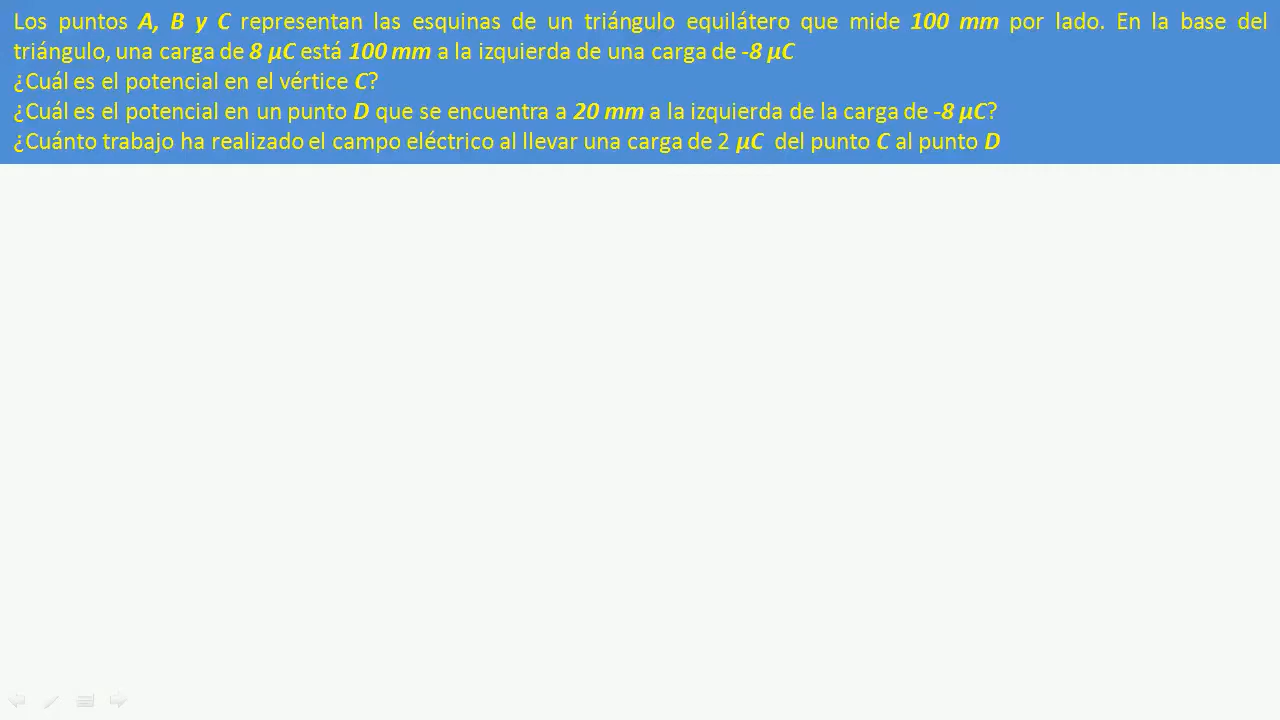 Los puntos A, B y C representan las esquinas de un triángulo equilátero que mide 100 mm por lado. En la base del
triángulo, una carga de 8 μC está 100 mm a la izquierda de una carga de -8 μC
¿Cuál es el potencial en el vértice C?
¿Cuál es el potencial en un punto D que se encuentra a 20 mm a la izquierda de la carga de -8 μC?
¿Cuánto trabajo ha realizado el campo eléctrico al llevar una carga de 2 μC del punto C al punto D